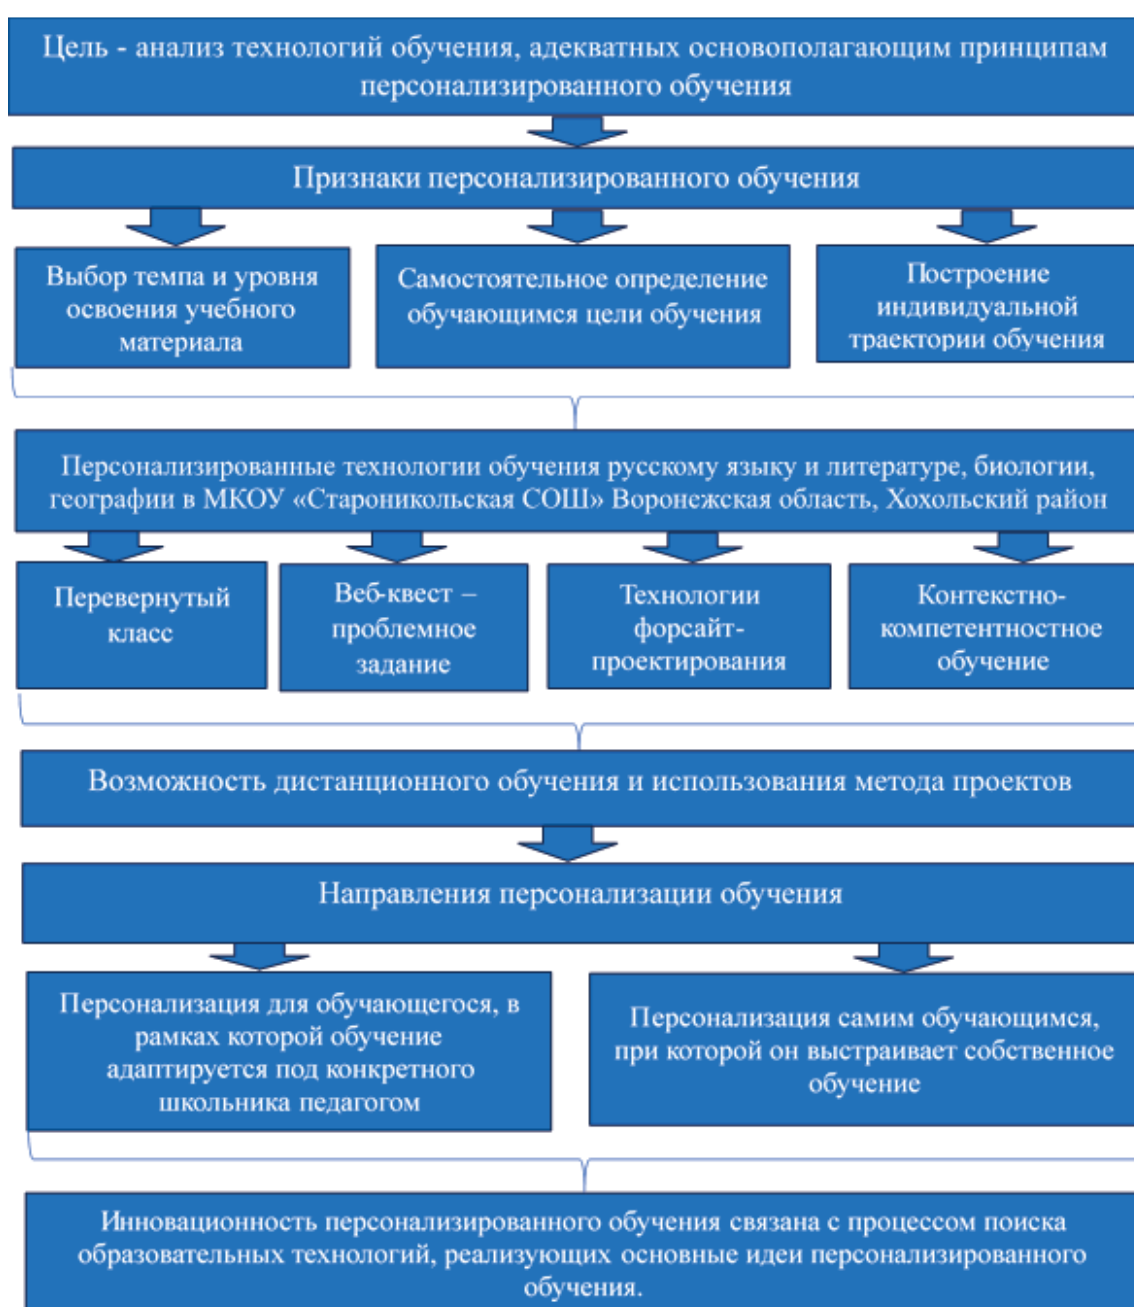 Цель - анализ технологий обучения, адекватных основополагающим принципам
персонализированного обучения
Признаки персонализированного обучения
Выбор темпа и уровня
освоения учебного
материала
Самостоятельное определение
обучающимся цели обучения
Построение
индивидуальной
траектории обучения
Персонализированные технологии обучения русскому языку и литературе, биологии,
географии в МКОУ «Староникольская СОШ» Воронежская область, Хохольский район
Перевернутый
класс
Веб-квест –
проблемное
задание
Технологии
форсайт-
проектирования
Контекстно-
компетентностное
обучение
Возможность дистанционного обучения и использования метода проектов
Направления персонализации обучения
Персонализация для обучающегося, в
рамках которой обучение
адаптируется под конкретного
школьника педагогом
Персонализация самим обучающимся,
при которой он выстраивает собственное
обучение
Инновационность персонализированного обучения связана с процессом поиска
образовательных технологий, реализующих основные идеи персонализированного
обучения.